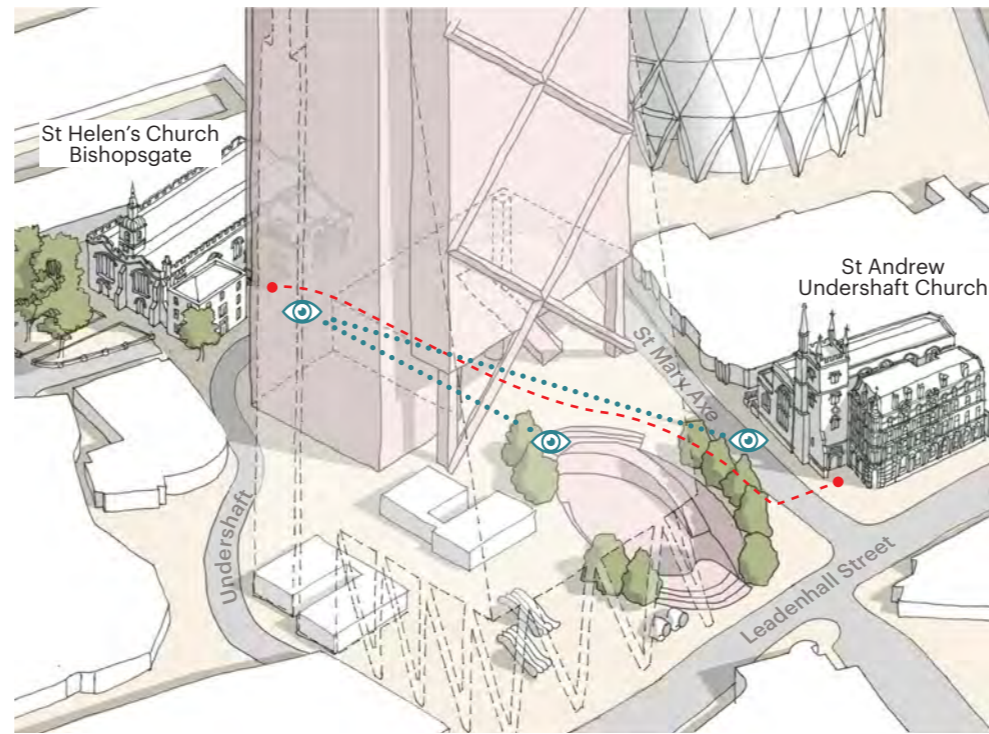 St Helen's Church
Bishopsgate
St Andrew
Undershaft Church
St Mary Axe
Undershaft
Leadenhall Street